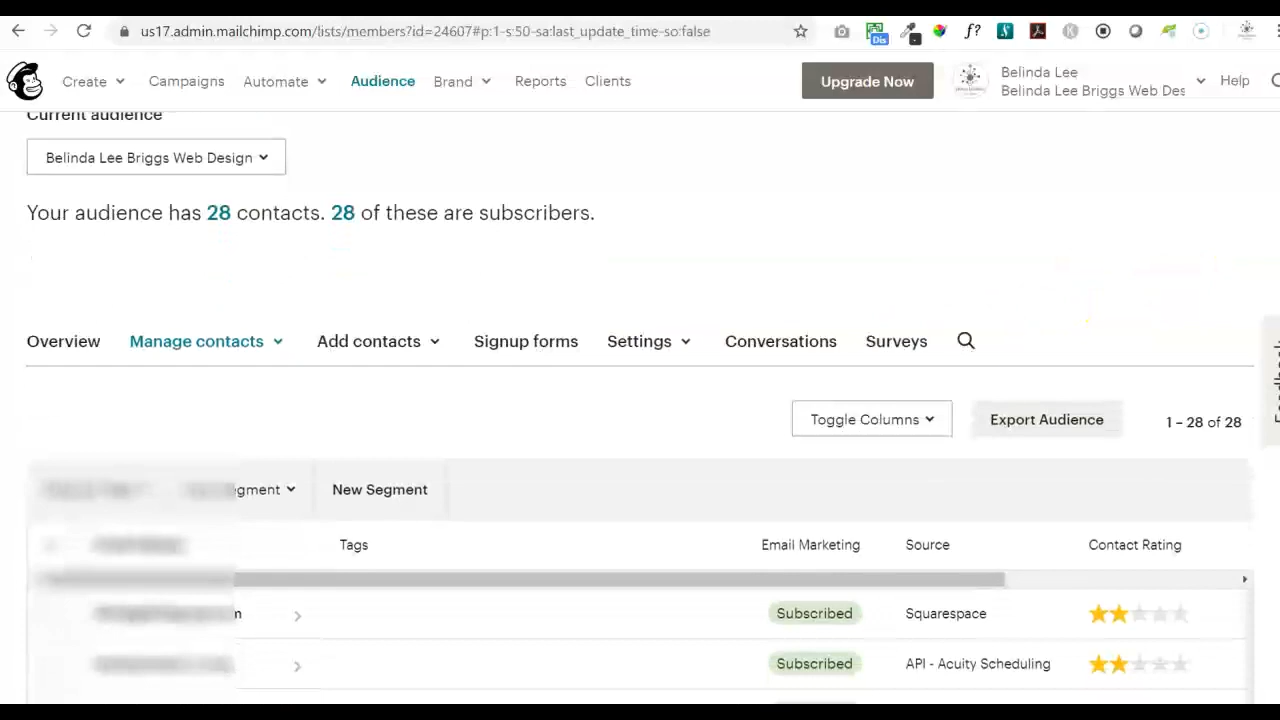 us17.admin.mailchimp.com/lists/members?id=24607#p:1-s:50-sa:last_update_time-so:false
Dis
f?
Create Campaigns Automate Audience Brand Reports Clients Upgrade Now Belinda Lee Help
Belinda Lee Briggs Web Des
Current audience
Belinda Lee Briggs Web Design
Your audience has 28 contacts. 28 of these are subscribers.
Overview Manage contacts Add contacts Signup forms Settings Conversations Surveys
Feedback
Toggle Columns Export Audience 1 – 28 of 28
egment New Segment
Tags Email Marketing Source Contact Rating
m Subscribed Squarespace
Subscribed API - Acuity Scheduling